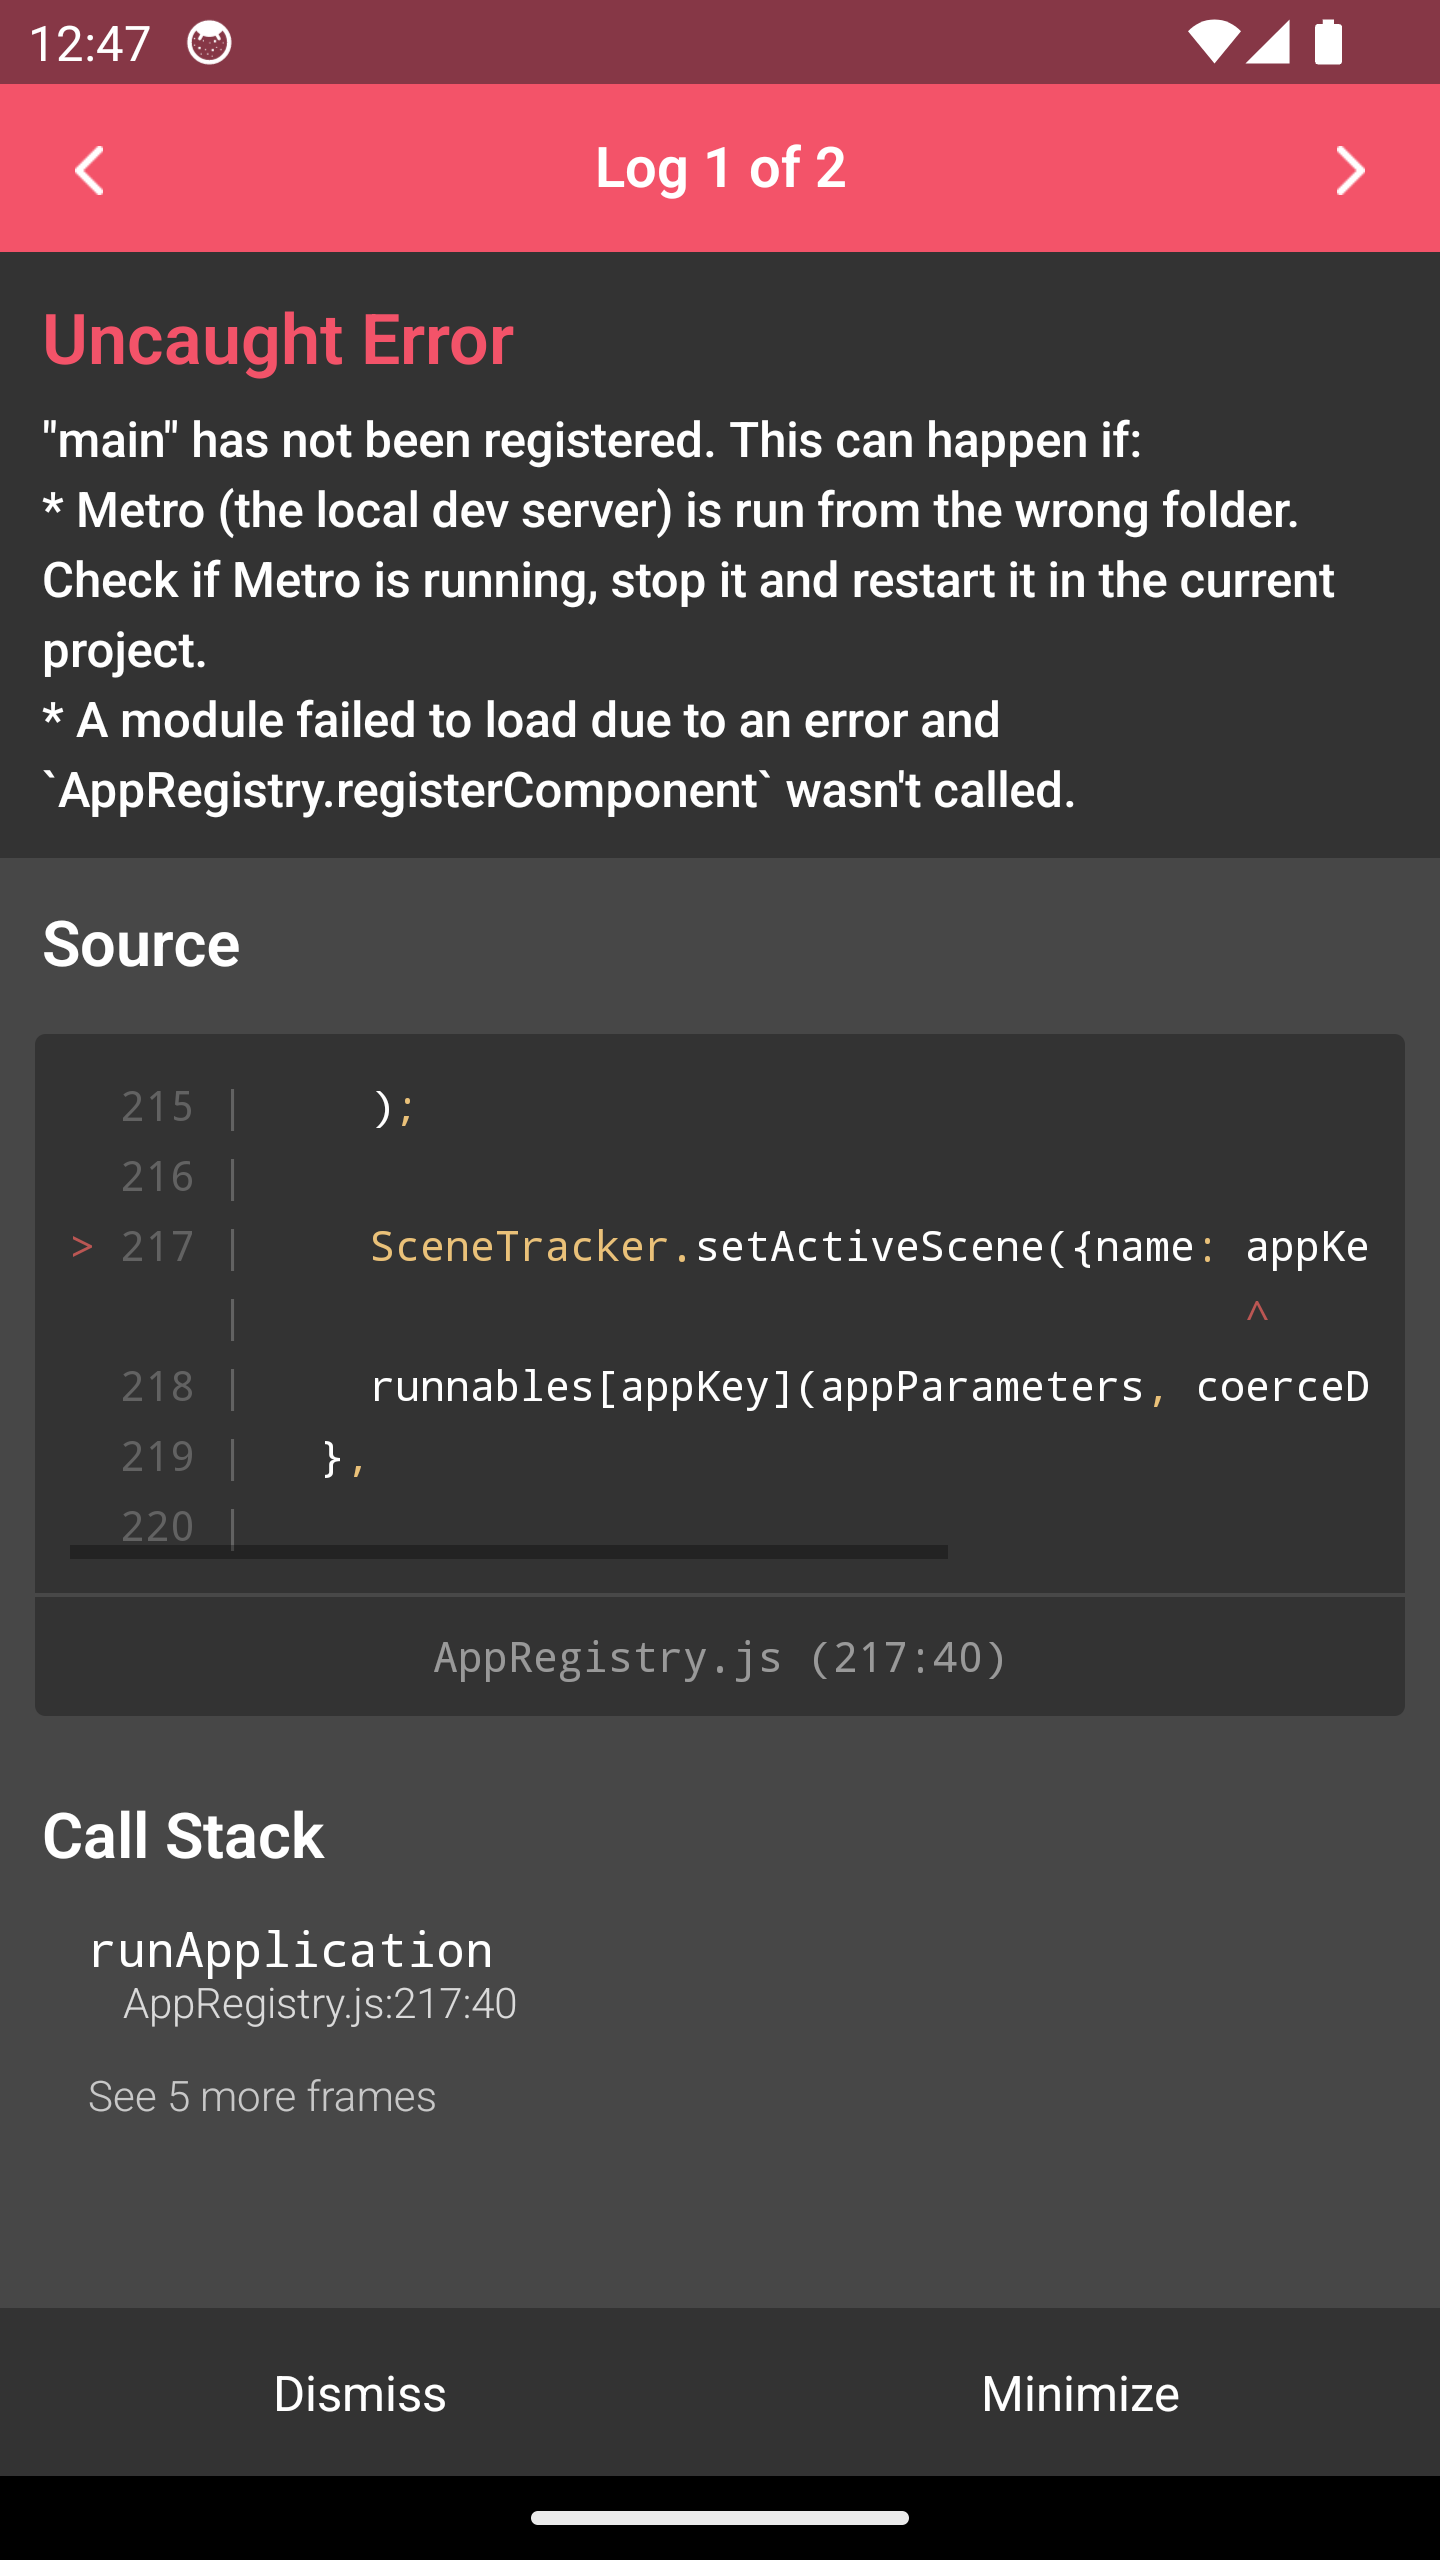 12:47
Log 1 of 2
Uncaught Error
"main" has not been registered. This can happen if:
* Metro (the local dev server) is run from the wrong folder.
Check if Metro is running, stop it and restart it in the current
project.
* A module failed to load due to an error and
`AppRegistry.registerComponent` wasn't called.
Source
215 |     );
216 |
> 217 |     SceneTracker.setActiveScene({name: appKe
|                                        ^
218 |     runnables[appKey](appParameters, coerceD
219 |   },
220 |
AppRegistry.js (217:40)
Call Stack
runApplication
AppRegistry.js:217:40
See 5 more frames
Dismiss
Minimize